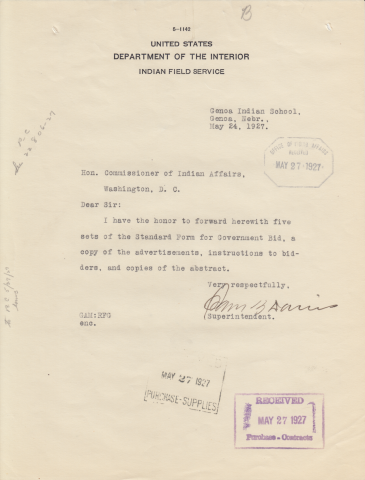 B
5-1142
UNITED STATES
DEPARTMENT OF THE INTERIOR
INDIAN FIELD SERVICE
Genoa Indian School,
Genoa, Nebr.,
May 24, 1927.
MAY 27 1927
Hon. Commissioner of Indian Affairs,
Washington, D. C.
Dear Sir:
I have the honor to forward herewith five
sets of the Standard Form for Government Bid, a
copy of the advertisements, instructions to bid-
ders, and copies of the abstract.
Very respectfully,
Superintendent.
GAM:HFG
enc.
MAY 27 1927
PURCHASE-SUPPLIES
RECEIVED
MAY 27 1927
Purchase - Contracts